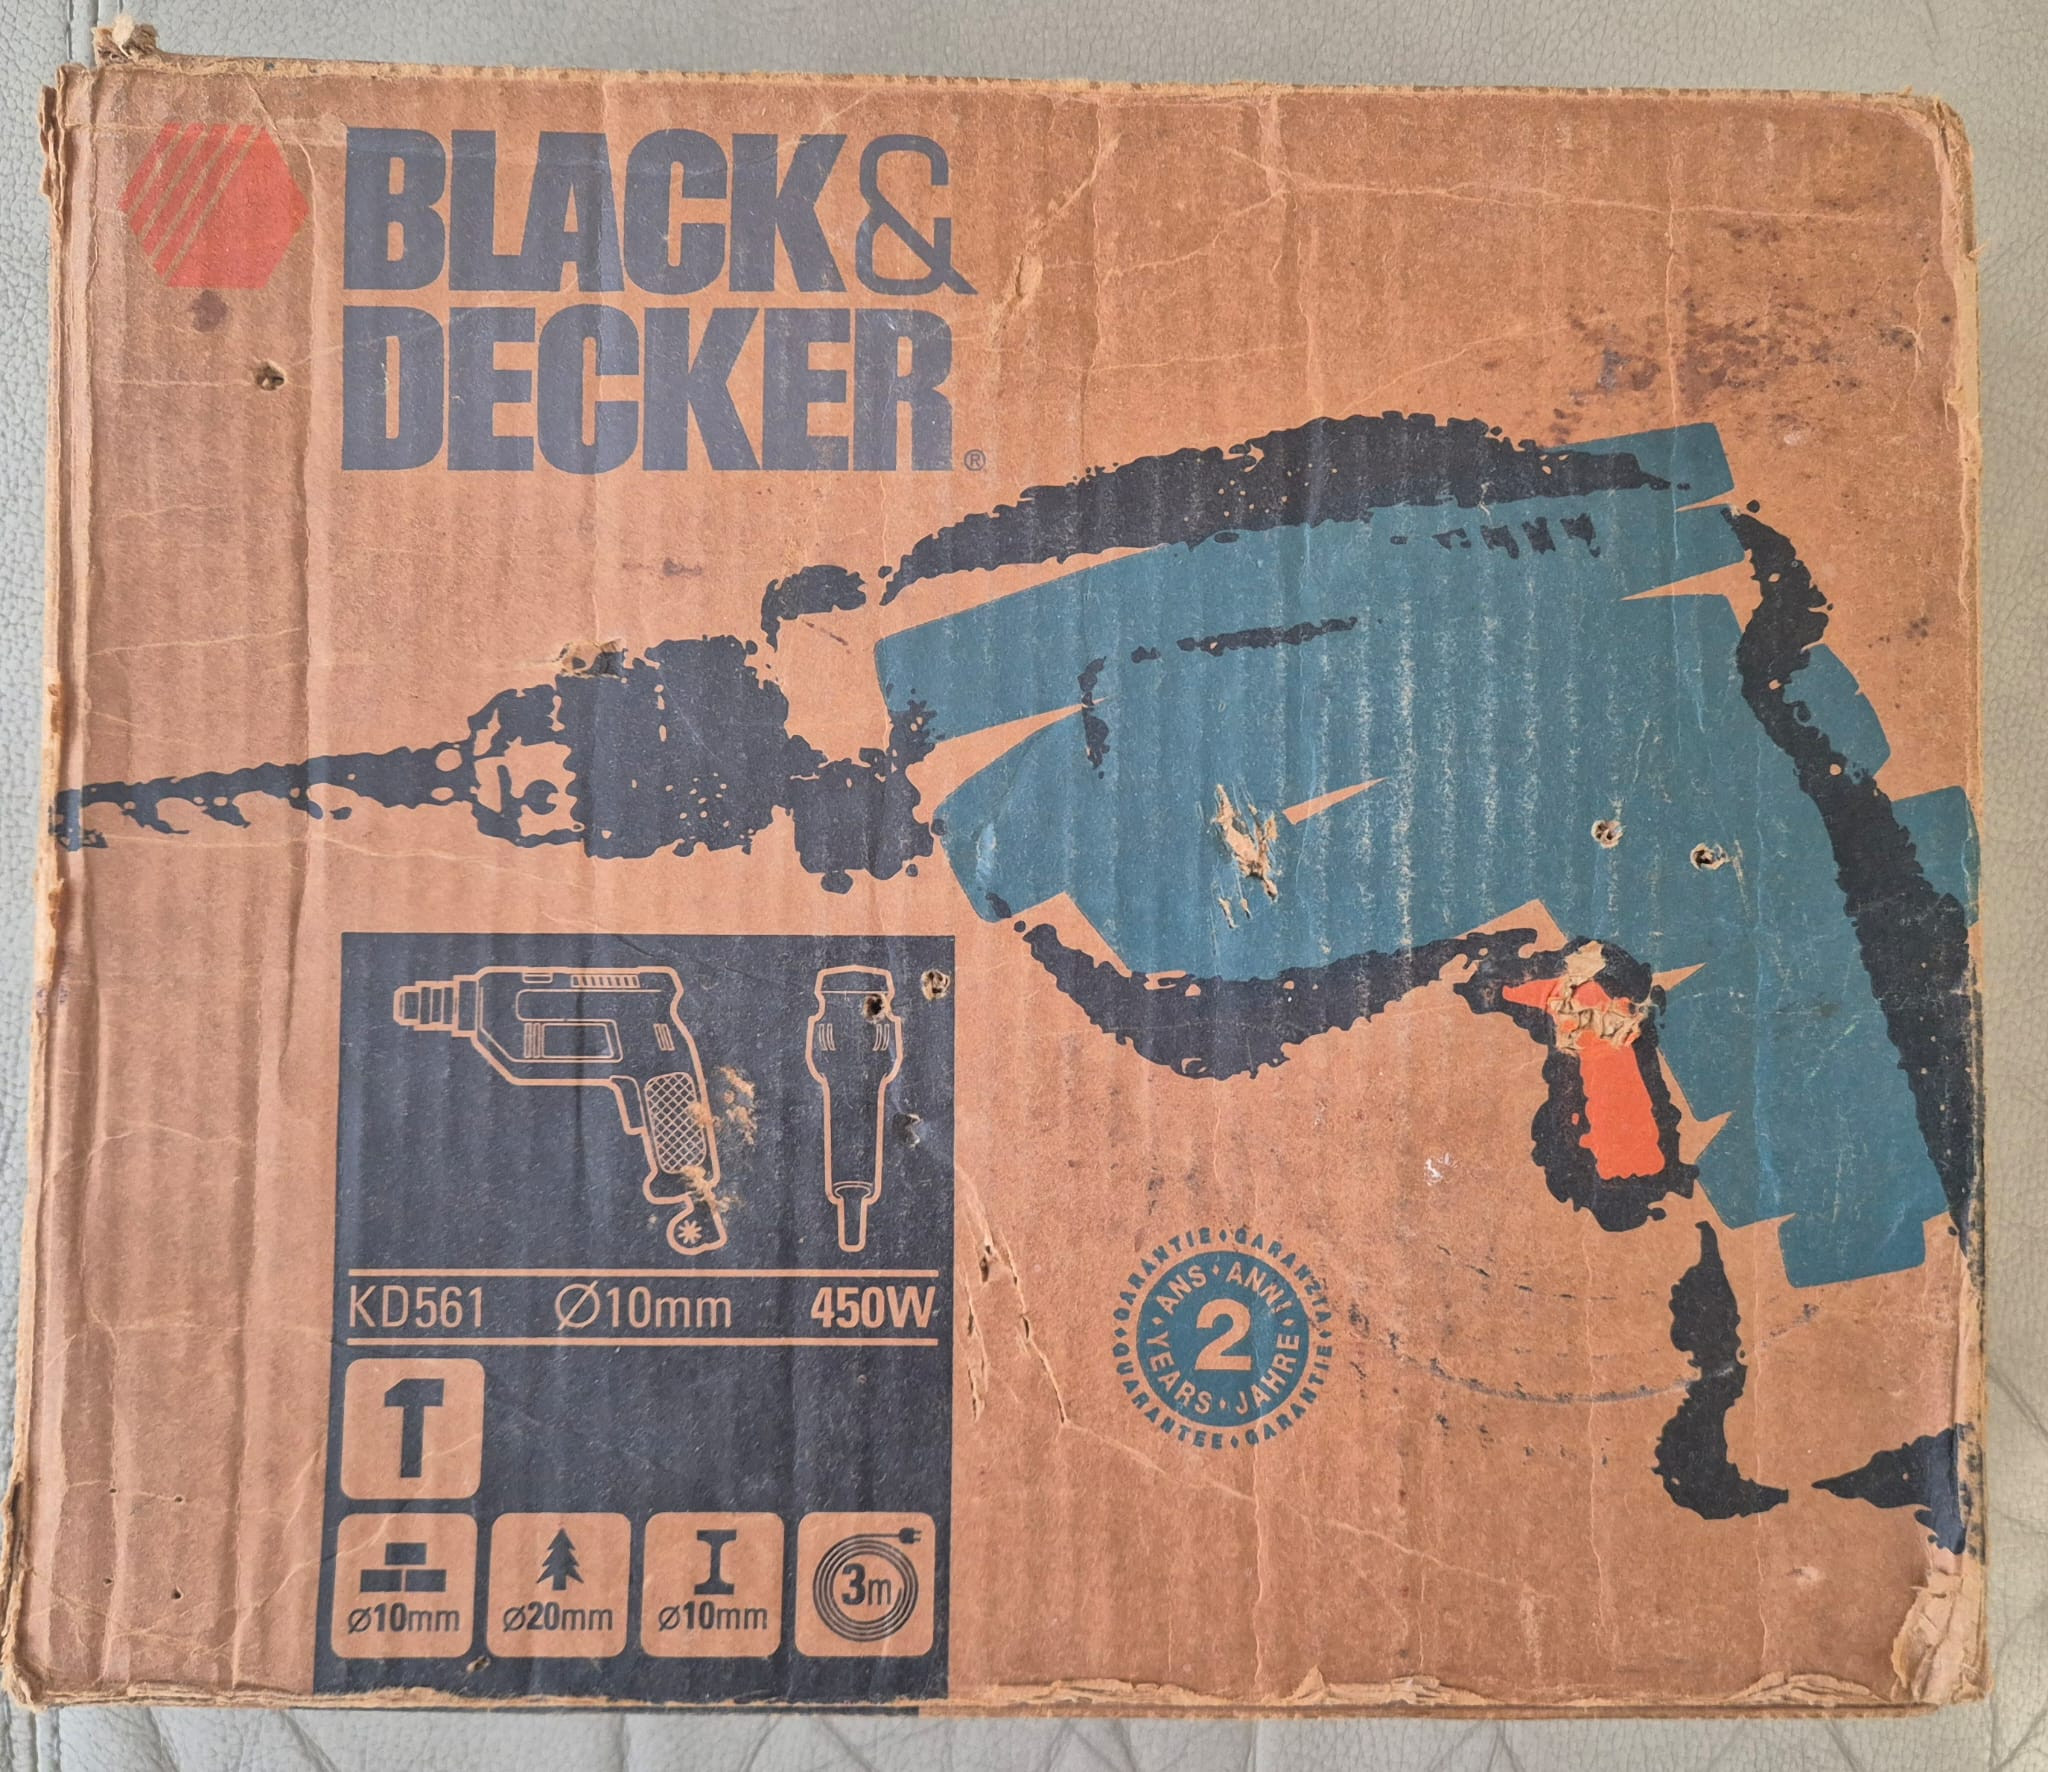 BLACK&
DECKER®
KD561 Ø10mm 450W
Ø10mm Ø20mm Ø10mm 3m
GARANTIE • GARANZIA • GARANTIE • GUARANTEE
ANS • ANNI • JAHRE • YEARS
2